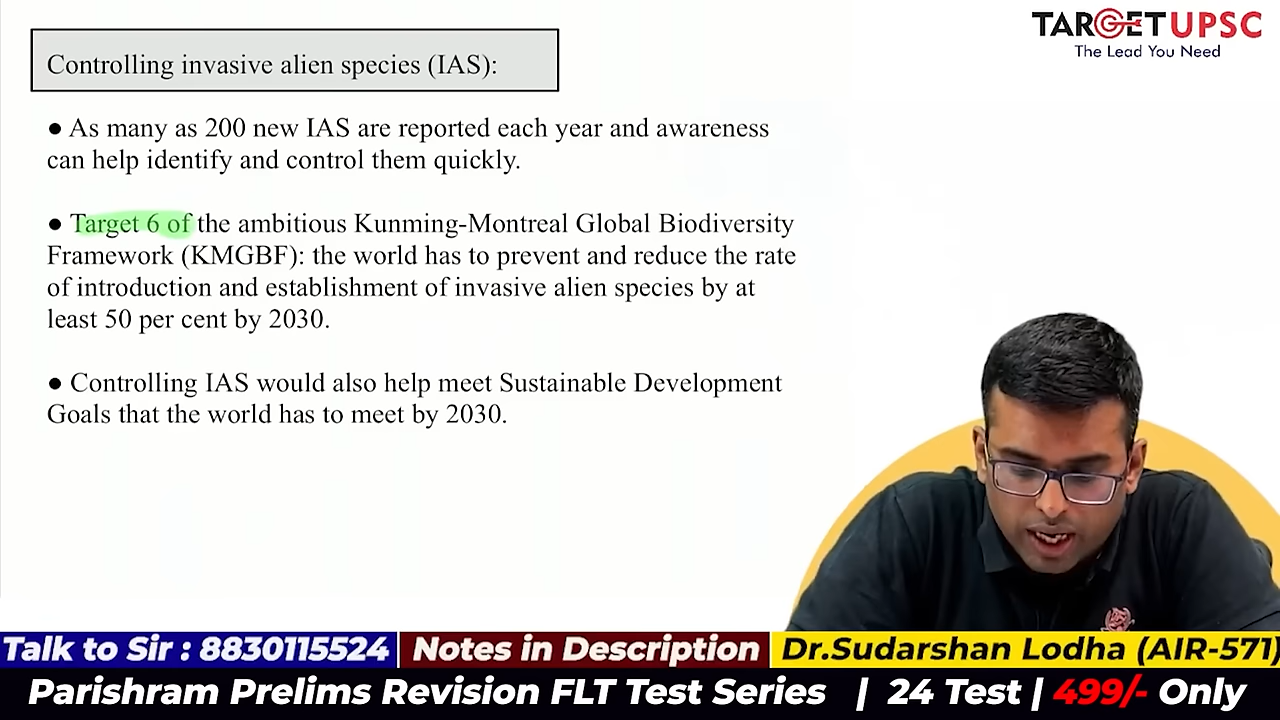 TARGET UPSC
The Lead You Need
Controlling invasive alien species (IAS):
● As many as 200 new IAS are reported each year and awareness
can help identify and control them quickly.
● Target 6 of the ambitious Kunming-Montreal Global Biodiversity
Framework (KMGBF): the world has to prevent and reduce the rate
of introduction and establishment of invasive alien species by at
least 50 per cent by 2030.
● Controlling IAS would also help meet Sustainable Development
Goals that the world has to meet by 2030.
Talk to Sir : 8830115524 Notes in Description Dr.Sudarshan Lodha (AIR-571)
Parishram Prelims Revision FLT Test Series | 24 Test | 499/- Only